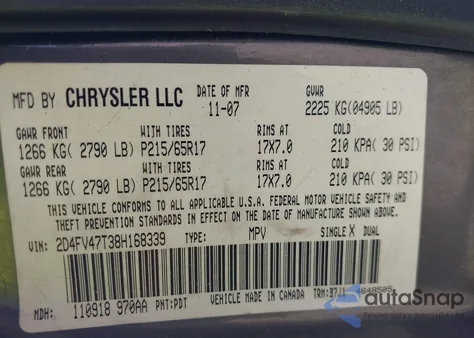 MFD BY CHRYSLER LLC DATE OF MFR 11-07 GVWR 2225 KG(04905 LB)
GAWR FRONT WITH TIRES RIMS AT COLD
1266 KG( 2790 LB) P215/65R17 17X7.0 210 KPA( 30 PSI)
GAWR REAR WITH TIRES RIMS AT COLD
1266 KG( 2790 LB) P215/65R17 17X7.0 210 KPA( 30 PSI)
THIS VEHICLE CONFORMS TO ALL APPLICABLE U.S.A. FEDERAL MOTOR VEHICLE SAFETY AND
THEFT PREVENTION STANDARDS IN EFFECT ON THE DATE OF MANUFACTURE SHOWN ABOVE.
VIN: 2D4FV47T38H168339 TYPE: MPV SINGLE X DUAL
VEHICLE MADE IN CANADA 4648505
MDH: 110918 970AA PNT:PDT TRM:
autoSnap
POWERED BY